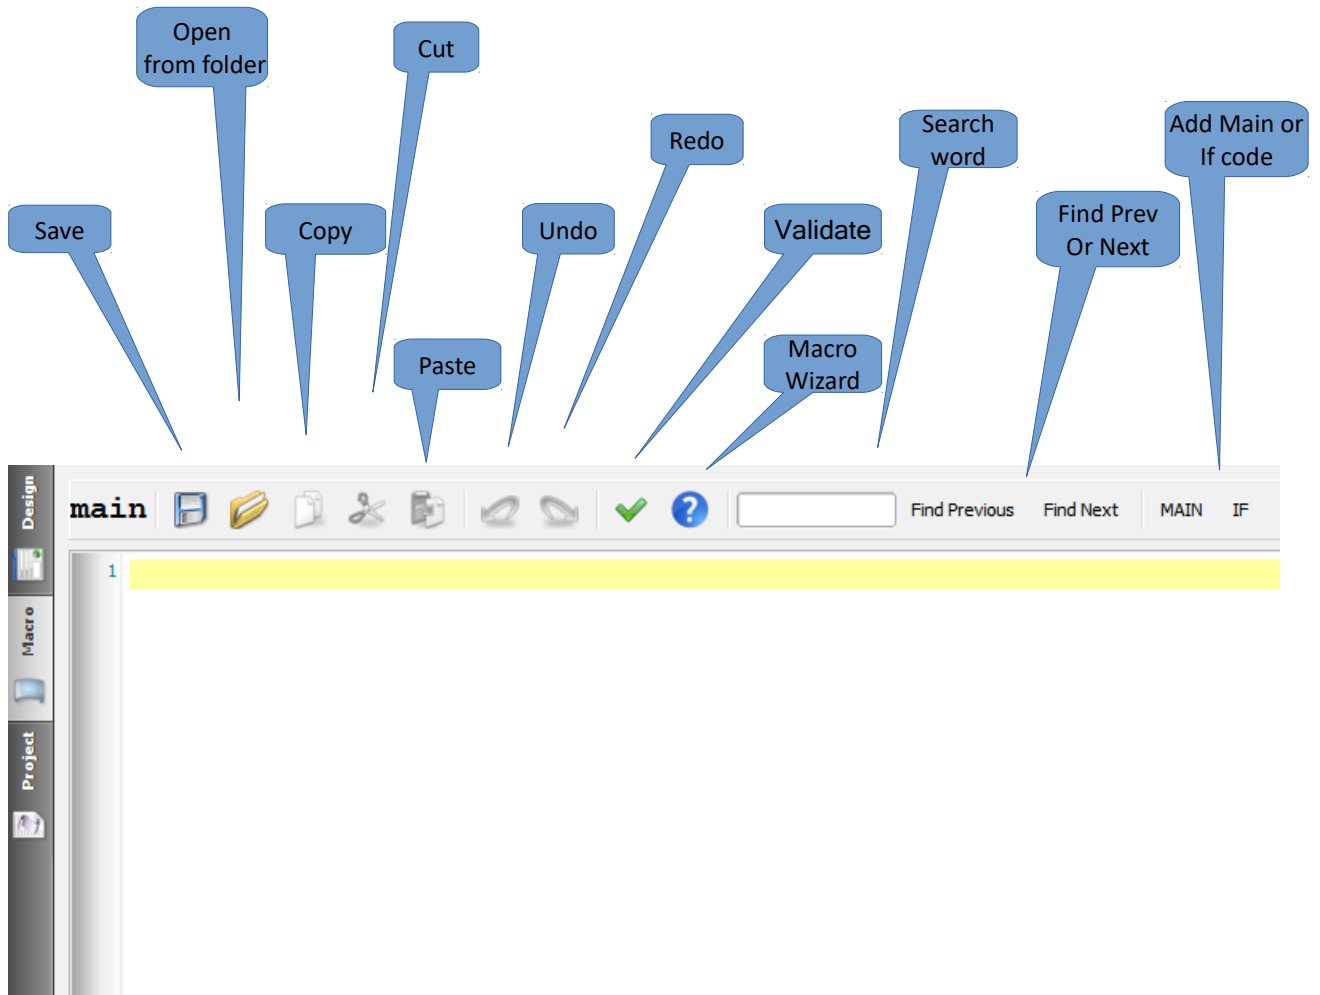 Open
from folder
Cut
Redo
Search
word
Add Main or
If code
Save
Copy
Undo
Validate
Find Prev
Or Next
Paste
Macro
Wizard
Design
main
Find Previous
Find Next
MAIN
IF
1
Macro
Project